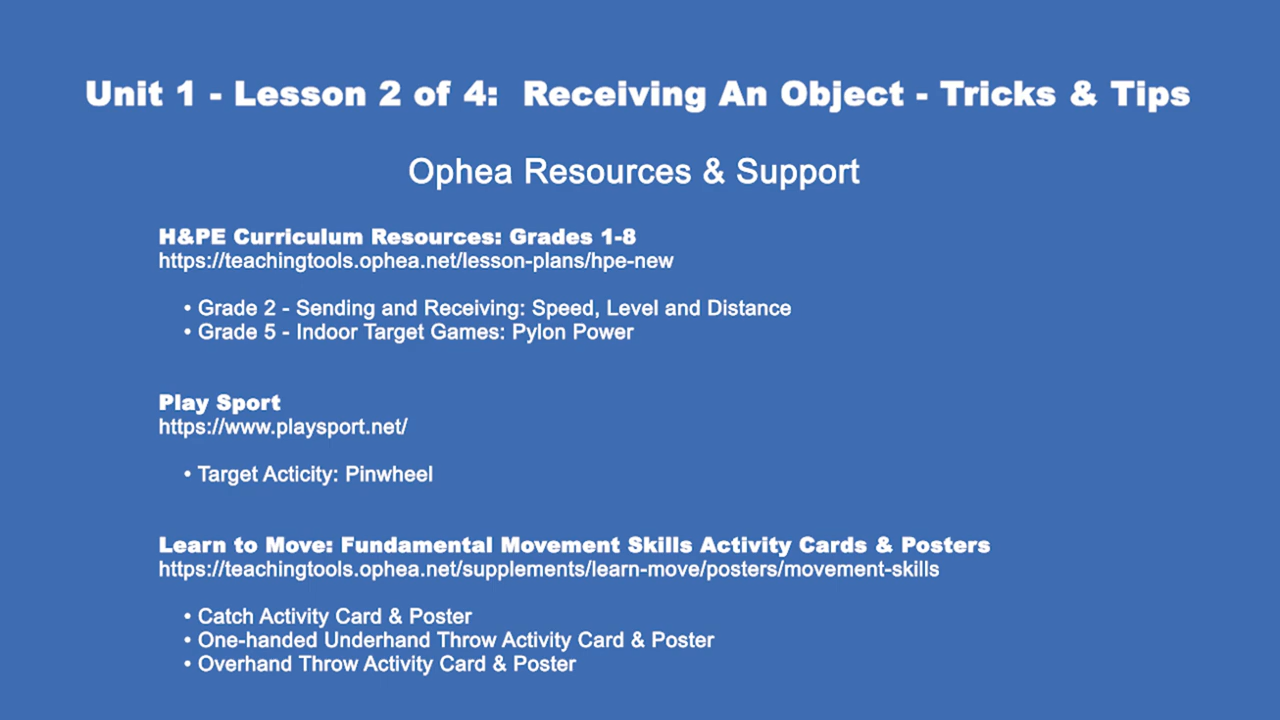 Unit 1 - Lesson 2 of 4: Receiving An Object - Tricks & Tips
Ophea Resources & Support
H&PE Curriculum Resources: Grades 1-8
https://teachingtools.ophea.net/lesson-plans/hpe-new
• Grade 2 - Sending and Receiving: Speed, Level and Distance
• Grade 5 - Indoor Target Games: Pylon Power
Play Sport
https://www.playsport.net/
• Target Acticity: Pinwheel
Learn to Move: Fundamental Movement Skills Activity Cards & Posters
https://teachingtools.ophea.net/supplements/learn-move/posters/movement-skills
• Catch Activity Card & Poster
• One-handed Underhand Throw Activity Card & Poster
• Overhand Throw Activity Card & Poster